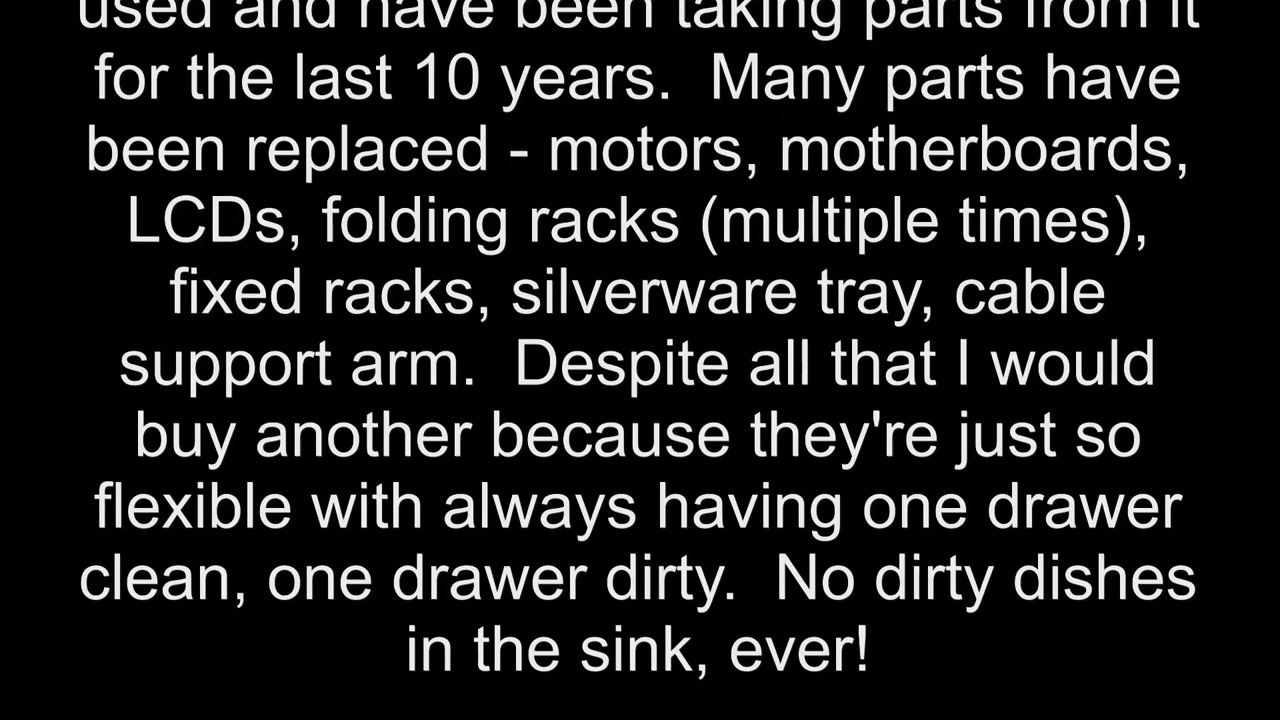 used and have been taking parts from it
for the last 10 years.  Many parts have
been replaced - motors, motherboards,
LCDs, folding racks (multiple times),
fixed racks, silverware tray, cable
support arm.  Despite all that I would
buy another because they're just so
flexible with always having one drawer
clean, one drawer dirty.  No dirty dishes
in the sink, ever!